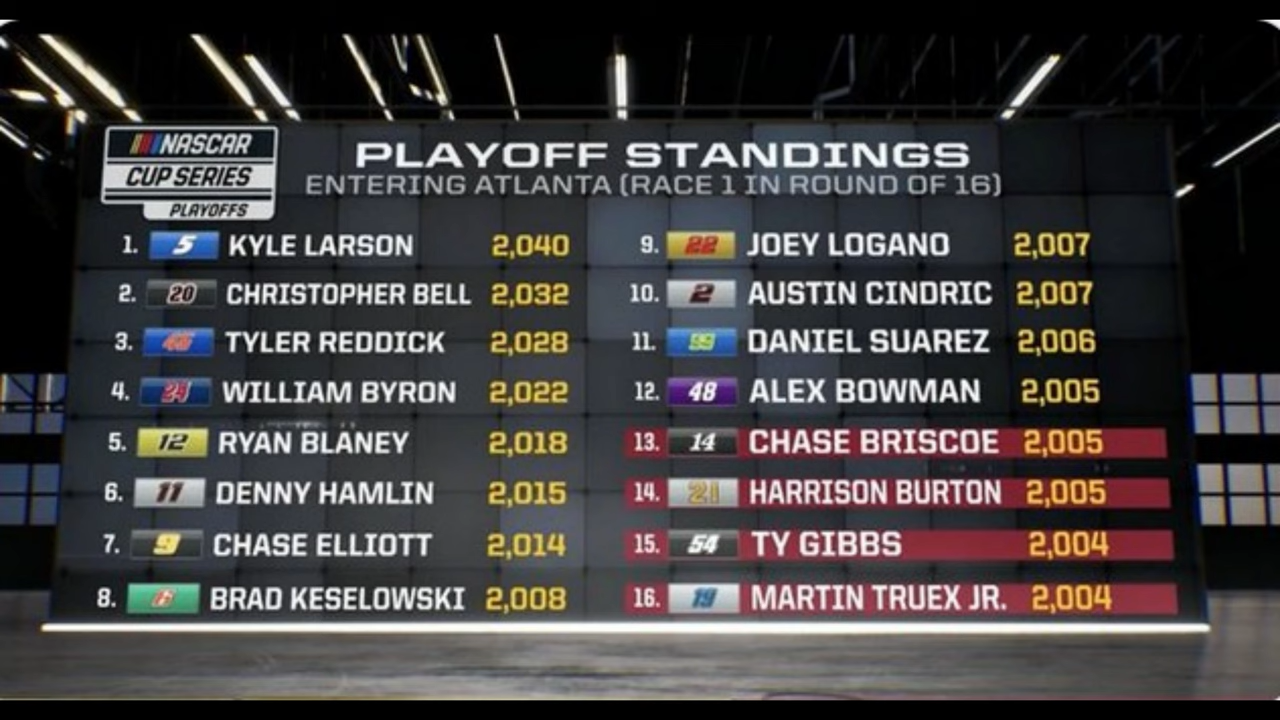 NASCAR
CUP SERIES
PLAYOFFS
PLAYOFF STANDINGS
ENTERING ATLANTA (RACE 1 IN ROUND OF 16)
1. 5 KYLE LARSON 2,040
2. 20 CHRISTOPHER BELL 2,032
3. 45 TYLER REDDICK 2,028
4. 24 WILLIAM BYRON 2,022
5. 12 RYAN BLANEY 2,018
6. 11 DENNY HAMLIN 2,015
7. 9 CHASE ELLIOTT 2,014
8. 6 BRAD KESELOWSKI 2,008
9. 22 JOEY LOGANO 2,007
10. 2 AUSTIN CINDRIC 2,007
11. 99 DANIEL SUAREZ 2,006
12. 48 ALEX BOWMAN 2,005
13. 14 CHASE BRISCOE 2,005
14. 21 HARRISON BURTON 2,005
15. 54 TY GIBBS 2,004
16. 19 MARTIN TRUEX JR. 2,004